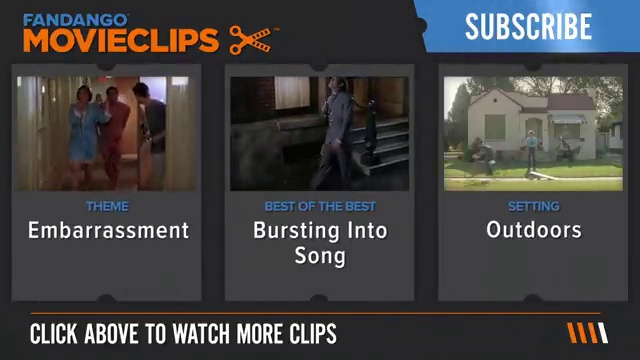 FANDANGO
MOVIECLIPS
SUBSCRIBE
THEME
Embarrassment
BEST OF THE BEST
Bursting Into
Song
SETTING
Outdoors
CLICK ABOVE TO WATCH MORE CLIPS